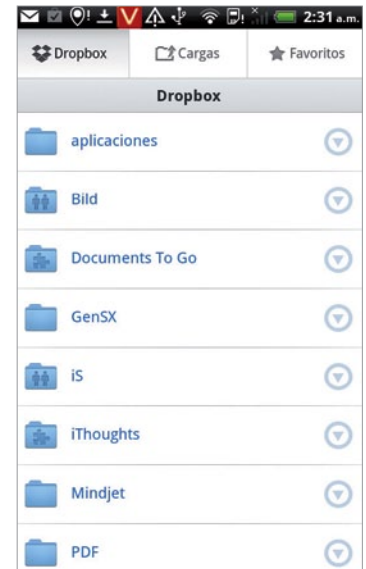 2:31 a.m.
Dropbox Cargas Favoritos
Dropbox
aplicaciones
Bild
Documents To Go
GenSX
iS
iThoughts
Mindjet
PDF